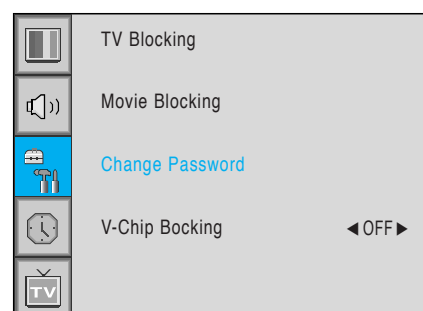 TV Blocking
Movie Blocking
Change Password
V-Chip Bocking ◀ OFF ▶
TV